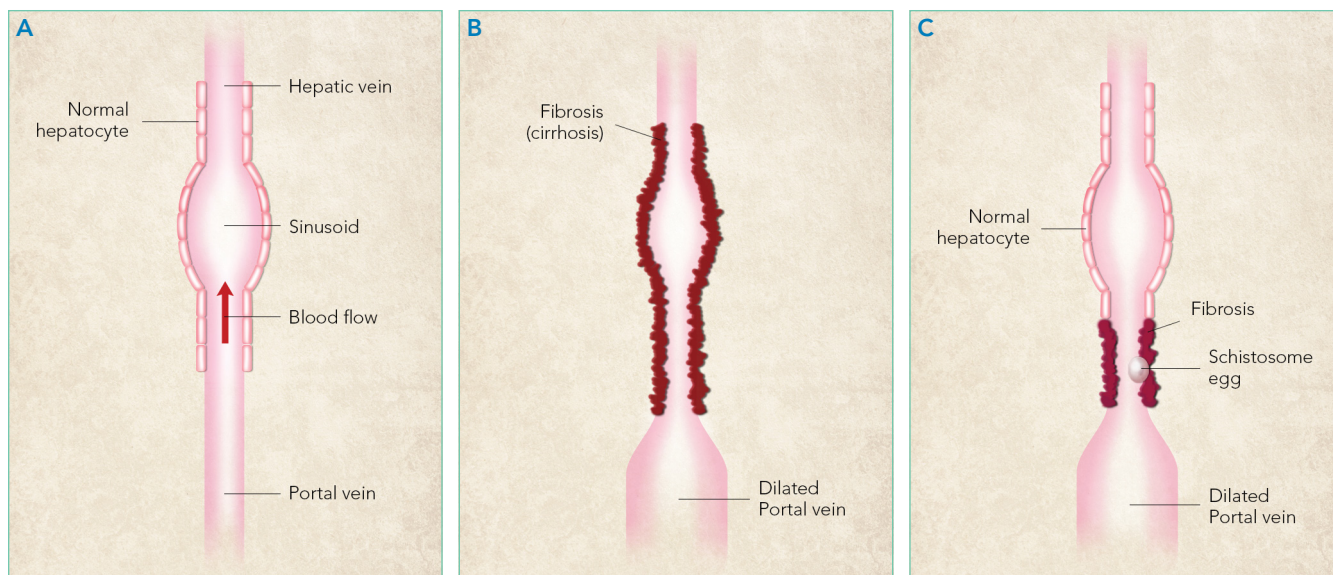 A
Hepatic vein
Normal
hepatocyte
Sinusoid
Blood flow
Portal vein
B
Fibrosis
(cirrhosis)
Dilated
Portal vein
C
Normal
hepatocyte
Fibrosis
Schistosome
egg
Dilated
Portal vein